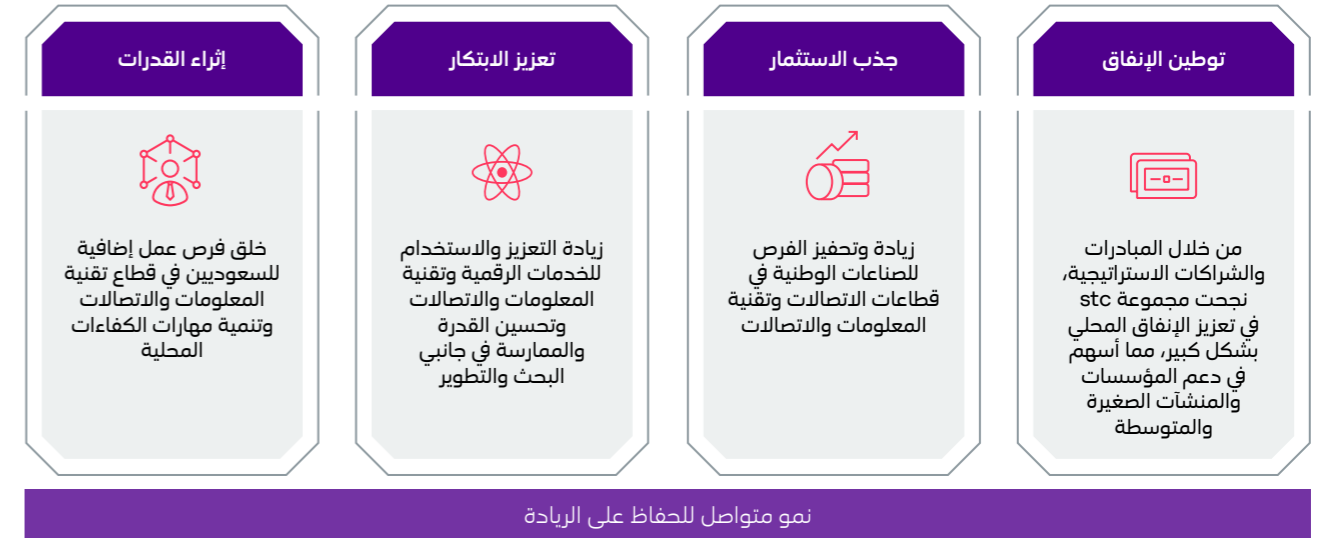 توطين الإنفاق
من خلال المبادرات
والشراكات الاستراتيجية،
نجحت مجموعة stc
في تعزيز الإنفاق المحلي
بشكل كبير، مما أسهم
في دعم المؤسسات
والمنشآت الصغيرة
والمتوسطة
جذب الاستثمار
زيادة وتحفيز الفرص
للصناعات الوطنية في
قطاعات الاتصالات وتقنية
المعلومات والاتصالات
تعزيز الابتكار
زيادة التعزيز والاستخدام
للخدمات الرقمية وتقنية
المعلومات والاتصالات
وتحسين القدرة
والممارسة في جانبي
البحث والتطوير
إثراء القدرات
خلق فرص عمل إضافية
للسعوديين في قطاع تقنية
المعلومات والاتصالات
وتنمية مهارات الكفاءات
المحلية
نمو متواصل للحفاظ على الريادة